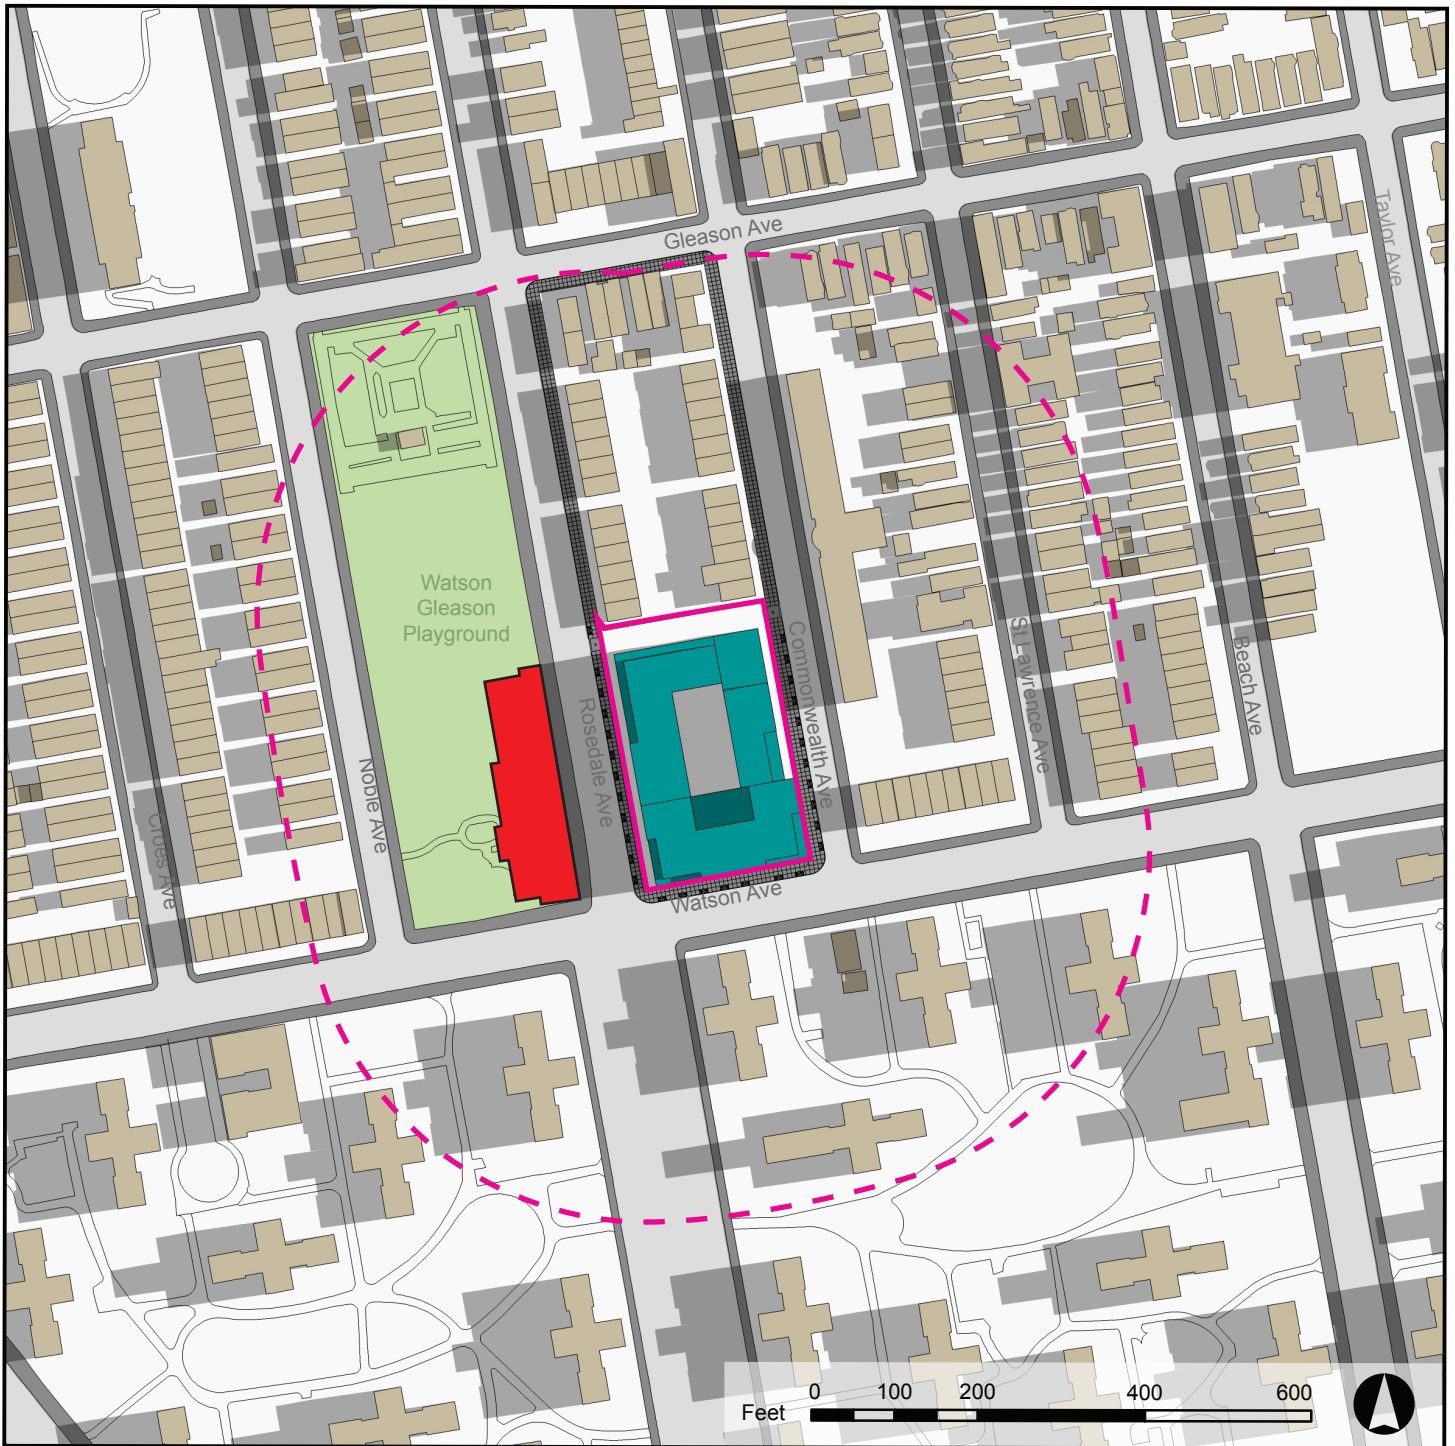 Gleason Ave
Taylor Ave
Watson
Gleason
Playground
St Lawrence Ave
Commonwealth Ave
Beach Ave
Rosedale Ave
Noble Ave
Croes Ave
Watson Ave
0 100 200 400 600
Feet